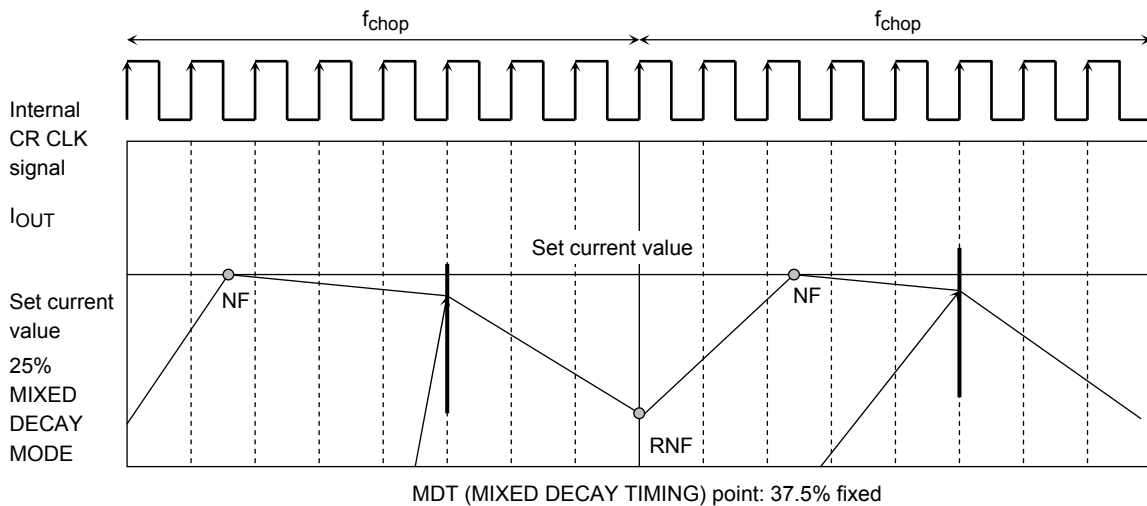 fchop fchop
Internal
CR CLK
signal
IOUT
Set current value
NF NF
Set current
value
25%
MIXED
DECAY
MODE
RNF
MDT (MIXED DECAY TIMING) point: 37.5% fixed